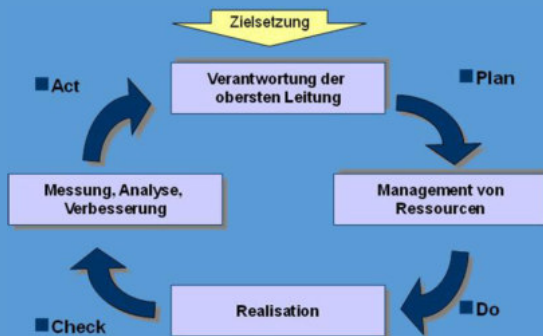 Zielsetzung
Verantwortung der
obersten Leitung
Act
Plan
Messung, Analyse,
Verbesserung
Management von
Ressourcen
Realisation
Do
Check